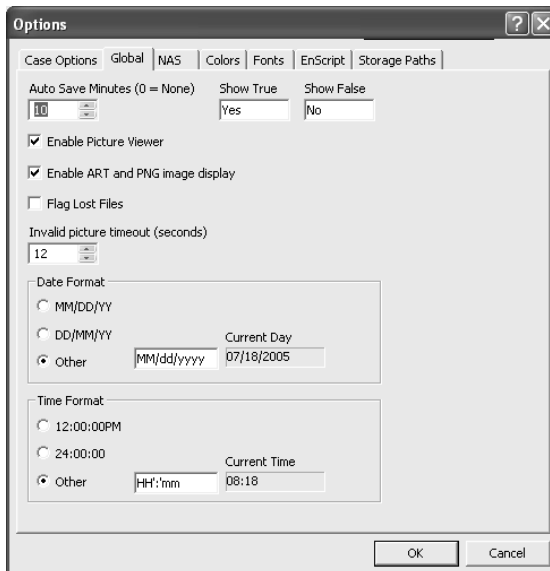 Options
Case Options Global NAS Colors Fonts EnScript Storage Paths
Auto Save Minutes (0 = None) Show True Show False
10 Yes No
Enable Picture Viewer
Enable ART and PNG image display
Flag Lost Files
Invalid picture timeout (seconds)
12
Date Format
MM/DD/YY
DD/MM/YY Current Day
Other MM/dd/yyyy 07/18/2005
Time Format
12:00:00PM
24:00:00 Current Time
Other HH':'mm 08:18
OK Cancel